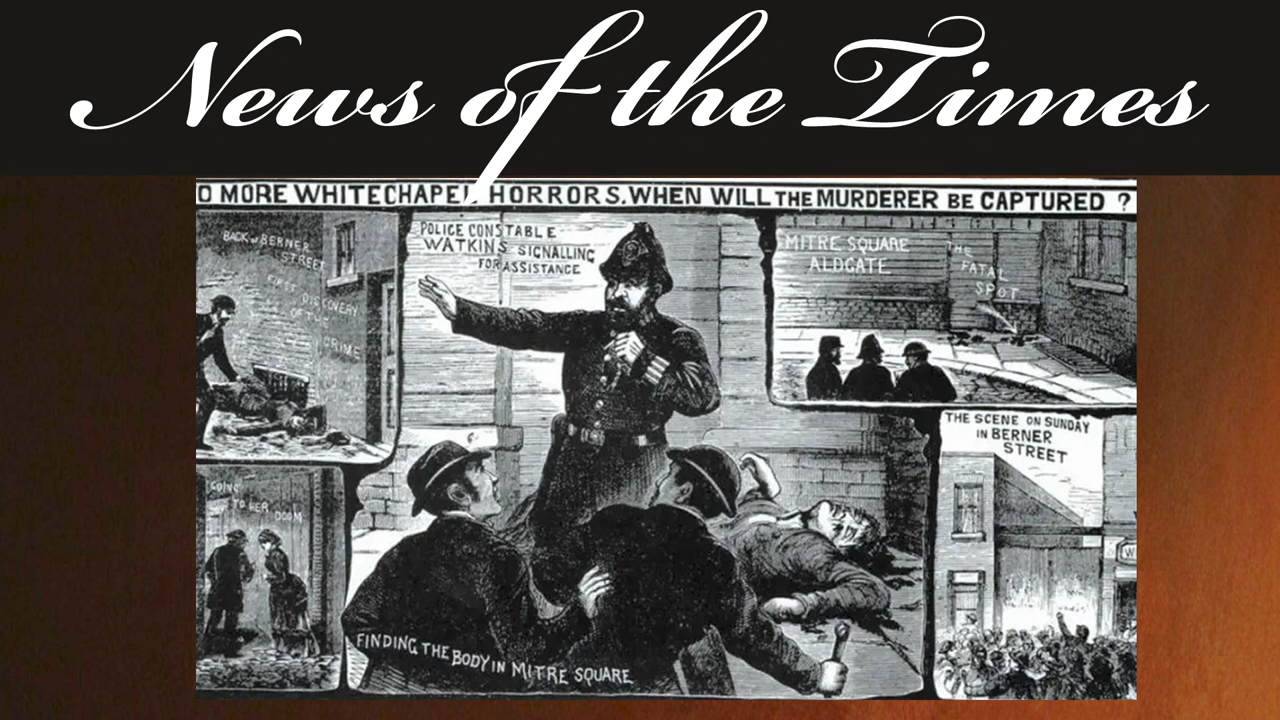 News of the Times
O MORE WHITECHAPEL HORRORS. WHEN WILL THE MURDERER BE CAPTURED ?
BACK OF BERNER
STREET
FIRST DISCOVERY
OF THE
CRIME
POLICE CONSTABLE
WATKINS SIGNALLING
FOR ASSISTANCE
MITRE SQUARE
ALDGATE
THE
FATAL
SPOT
GOING
TO HER DOOM
FINDING THE BODY IN MITRE SQUARE
THE SCENE ON SUNDAY
IN BERNER
STREET